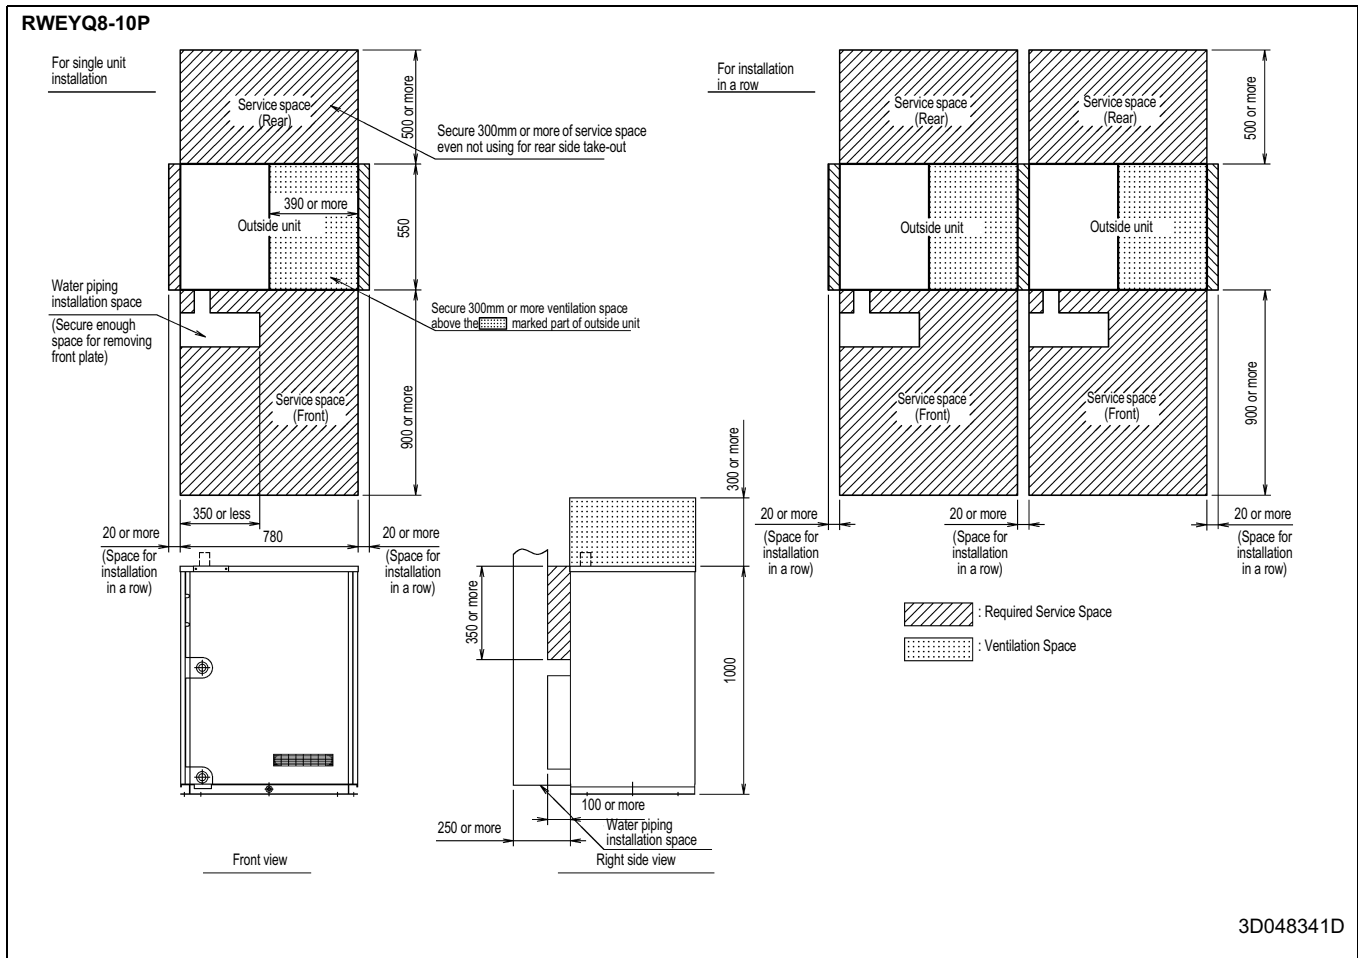 RWEYQ8-10P
For single unit
installation
Service space
(Rear)
500 or more
Secure 300mm or more of service space
even not using for rear side take-out
390 or more
Outside unit
550
Water piping
installation space
(Secure enough
space for removing
front plate)
Secure 300mm or more ventilation space
above the marked part of outside unit
Service space
(Front)
900 or more
350 or less
780
20 or more
(Space for
installation
in a row)
20 or more
(Space for
installation
in a row)
Front view
300 or more
350 or more
1000
100 or more
250 or more
Water piping
installation space
Right side view
For installation
in a row
Service space
(Rear)
Service space
(Rear)
500 or more
Outside unit
Outside unit
Service space
(Front)
Service space
(Front)
900 or more
20 or more
(Space for
installation
in a row)
20 or more
(Space for
installation
in a row)
20 or more
(Space for
installation
in a row)
: Required Service Space
: Ventilation Space
3D048341D